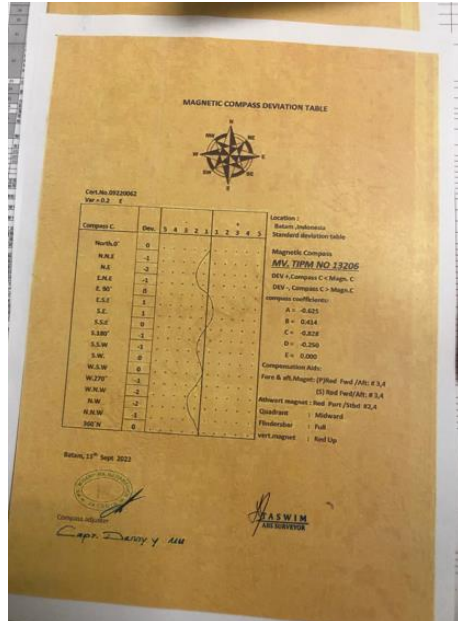 MAGNETIC COMPASS DEVIATION TABLE
N
NW NE
W E
SW SE
S
Cert.No.09220062
Var = 0.2 E
Compass C. Dev. 5 4 3 2 1 1 2 3 4 5
- +
North.0° 0
N.N.E -1
N.E -2
E.N.E -1
E. 90° 0
E.S.E 1
S.E. 1
S.S.E 0
S.180° -1
S.S.W -1
S.W. 0
W.S.W 0
W.270° -1
W.N.W -2
N.W -2
N.N.W -1
360°N 0
Location :
Batam ,Indonesia
Standard deviation table
Magnetic Compass
MV. TIPM NO 13206
DEV +,Compass C < Magn. C
DEV -, Compass C > Magn.C
compass coefficients:
A = -0.625
B = 0.414
C = -0.828
D = -0.250
E = 0.000
Compensation Aids:
Fore & aft.Magnt: (P)Red Fwd /Aft: # 3,4
(S) Red Fwd/Aft: # 3,4
Athwart magnet : Red Port /Stbd #2,4
Quadrant : Midward
Flindersbar : Full
vert.magnet : Red Up
Batam, 11th Sept 2022
Compass adjuster
Capt. Danny y
TASWIM
ABS SURVEYOR